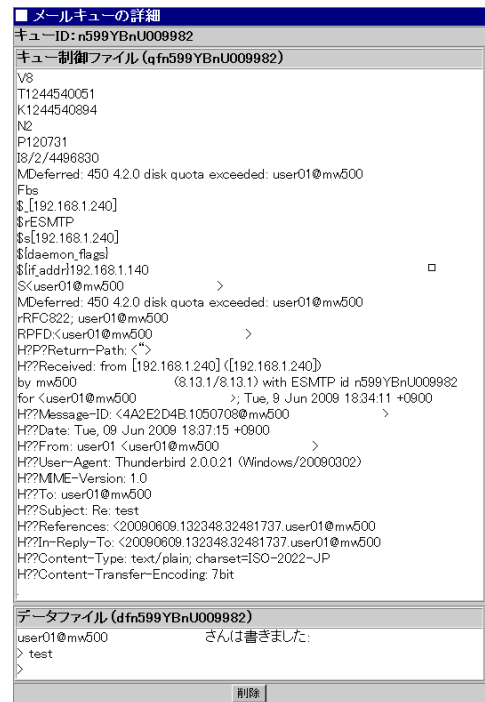 ■ メールキューの詳細
キューID: n599YBnU009982
キュー制御ファイル (qfn599YBnU009982)
V8
T1244540051
K1244540894
N2
P120731
I8/2/4496830
MDeferred: 450 4.2.0 disk quota exceeded: user01@mw500
Fbs
$_[192.168.1.240]
$rESMTP
$s[192.168.1.240]
${daemon_flags}
${if_addr}192.168.1.140
S<user01@mw500 >
MDeferred: 450 4.2.0 disk quota exceeded: user01@mw500
rRFC822; user01@mw500
RPFD:<user01@mw500 >
H?P?Return-Path: <“>
H??Received: from [192.168.1.240] ([192.168.1.240])
by mw500 (8.13.1/8.13.1) with ESMTP id n599YBnU009982
for <user01@mw500 >; Tue, 9 Jun 2009 18:34:11 +0900
H??Message-ID: <4A2E2D4B.1050708@mw500 >
H??Date: Tue, 09 Jun 2009 18:37:15 +0900
H??From: user01 <user01@mw500 >
H??User-Agent: Thunderbird 2.0.0.21 (Windows/20090302)
H??MIME-Version: 1.0
H??To: user01@mw500
H??Subject: Re: test
H??References: <20090609.132348.32481737.user01@mw500
H??In-Reply-To: <20090609.132348.32481737.user01@mw500
H??Content-Type: text/plain; charset=ISO-2022-JP
H??Content-Transfer-Encoding: 7bit
.
データファイル (dfn599YBnU009982)
user01@mw500 さんは書きました:
> test
>
削除